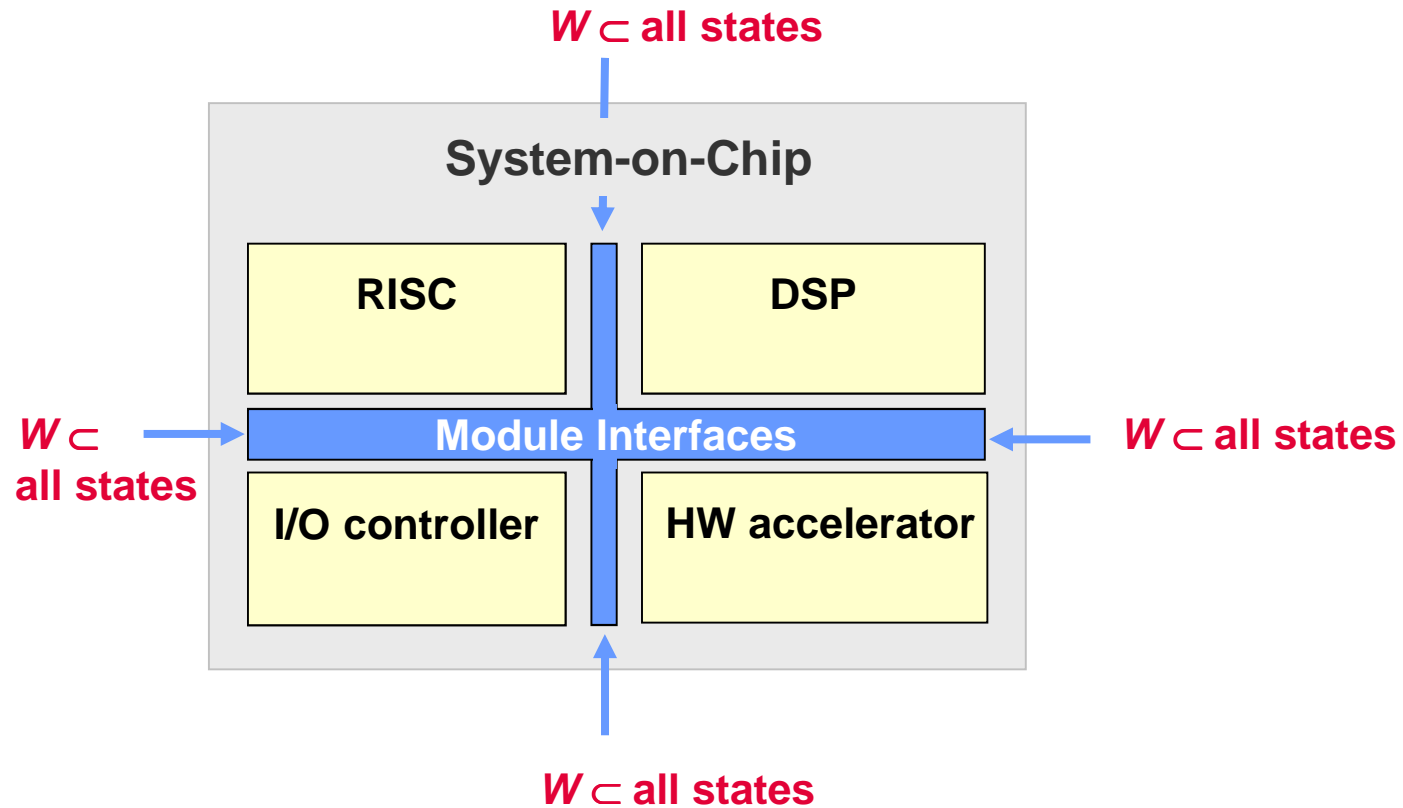 W ⊂ all states
System-on-Chip
RISC
DSP
W ⊂
all states
Module Interfaces
W ⊂ all states
I/O controller
HW accelerator
W ⊂ all states